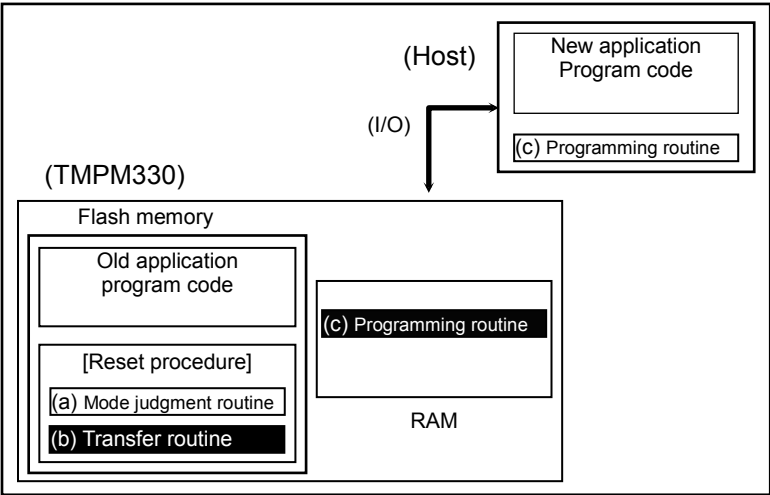 (Host)
New application
Program code
(I/O)
(c) Programming routine
(TMPM330)
Flash memory
Old application
program code
(c) Programming routine
[Reset procedure]
(a) Mode judgment routine
(b) Transfer routine
RAM